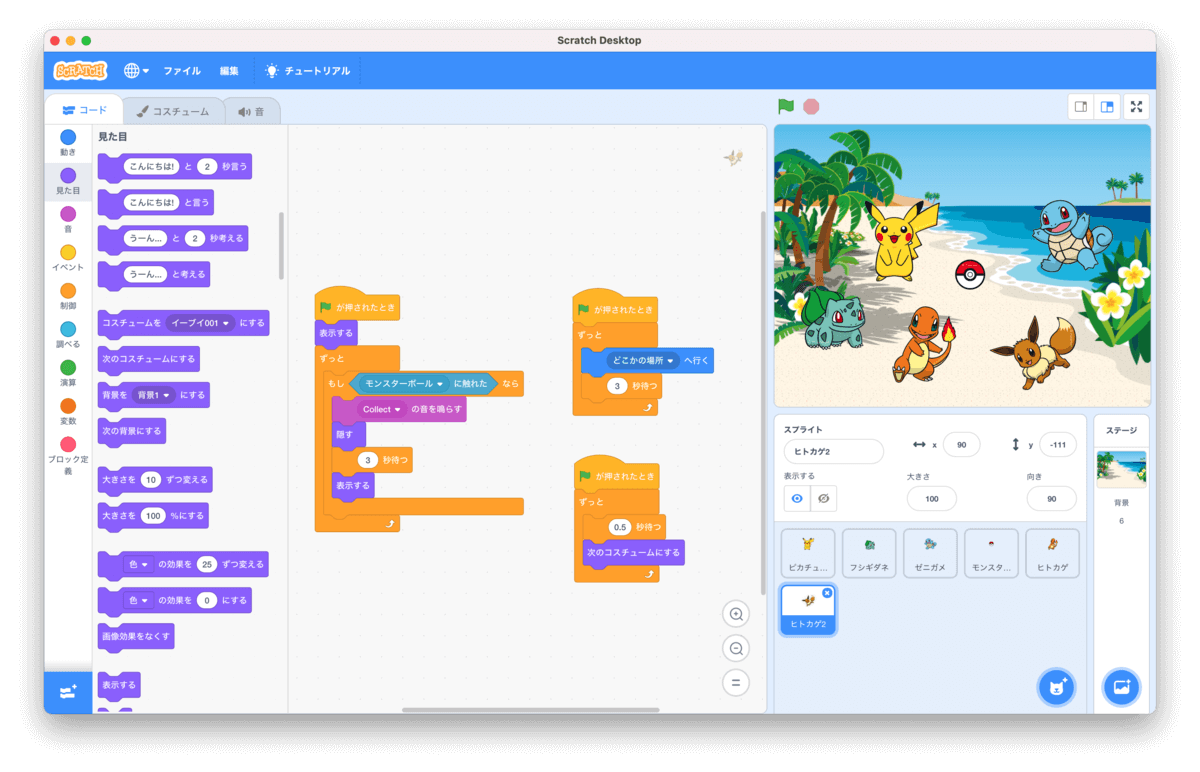 Scratch Desktop
SCRATCH
ファイル
編集
チュートリアル
コード
コスチューム
音
動き
見た目
音
イベント
制御
調べる
演算
変数
ブロック定
義
見た目
こんにちは! と 2 秒言う
こんにちは! と言う
うーん... と 2 秒考える
うーん... と考える
コスチュームを イーブイ001 にする
次のコスチュームにする
背景を 背景1 にする
次の背景にする
大きさを 10 ずつ変える
大きさを 100 %にする
色 の効果を 25 ずつ変える
色 の効果を 0 にする
画像効果をなくす
表示する
が押されたとき
表示する
ずっと
もし モンスターボール に触れた なら
Collect の音を鳴らす
隠す
3 秒待つ
表示する
が押されたとき
ずっと
どこかの場所 へ行く
3 秒待つ
が押されたとき
ずっと
0.5 秒待つ
次のコスチュームにする
スプライト
ヒトカゲ2
x 90
y -111
表示する
大きさ
100
向き
90
ピカチュ...
フシギダネ
ゼニガメ
モンスタ...
ヒトカゲ
ヒトカゲ2
ステージ
背景
6